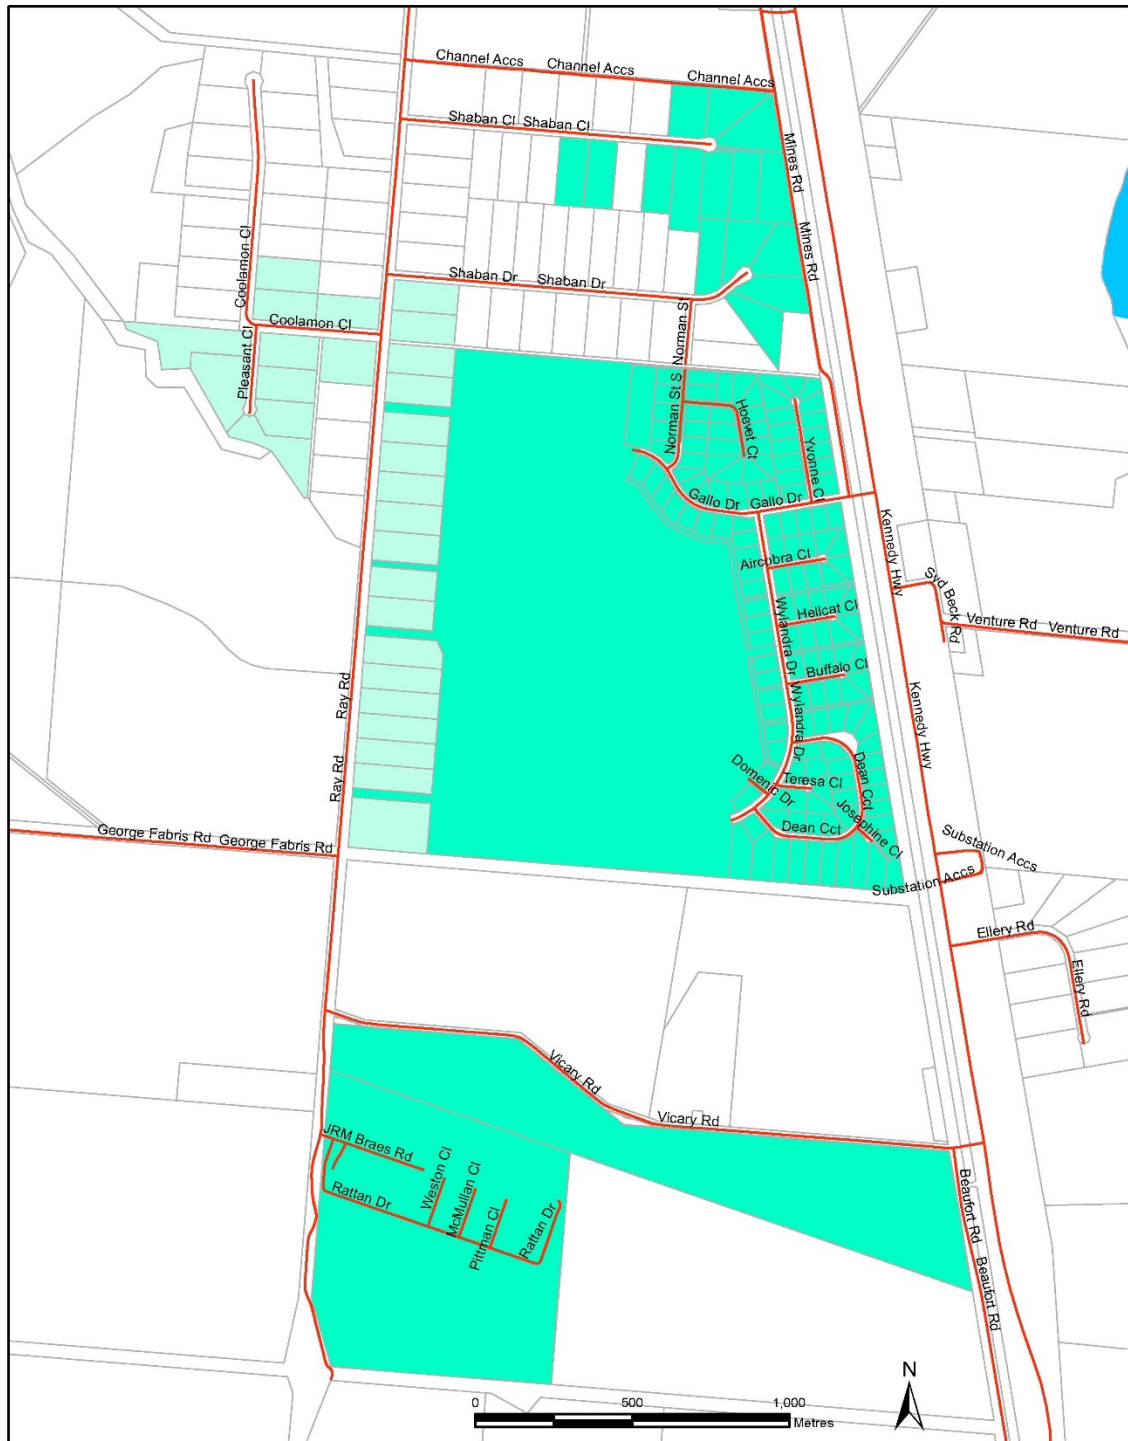 Channel Accs Channel Accs Channel Accs
Shaban Cl Shaban Cl
Mines Rd
Mines Rd
Coolamon Cl
Shaban Dr Shaban Dr
Coolamon Cl
Norman St
Pleasant Cl
Norman St S
Hoevet Ct
Yvonne Cl
Gallo Dr Gallo Dr
Kennedy Hwy
Aircobra Cl
Syd Beck Rd
Hellcat Cl
Venture Rd Venture Rd
Wylandra Dr
Buffalo Cl
Ray Rd
Kennedy Hwy
Wylandra Dr
Ray Rd
Domenic Dr
Teresa Cl
Dean Cct
George Fabris Rd George Fabris Rd
Dean Cct
Josephine Cl
Substation Accs
Substation Accs
Ellery Rd
Ellery Rd
Vicary Rd
Vicary Rd
JRM Braes Rd
Weston Cl
McMullan Cl
Rattan Dr
Pittman Cl
Rattan Dr
Beaufort Rd
Beaufort Rd
N
0 500 1,000
Metres